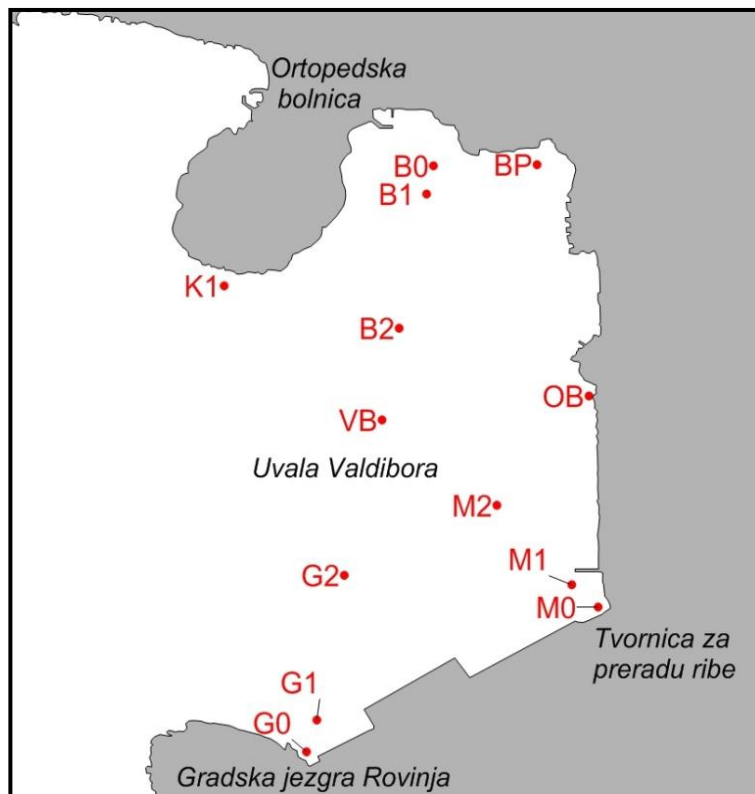 Ortopedska
bolnica
B0
BP
B1
K1
B2
OB
VB
Uvala Valdibora
M2
M1
G2
M0
Tvornica za
preradu ribe
G1
G0
Gradska jezgra Rovinja